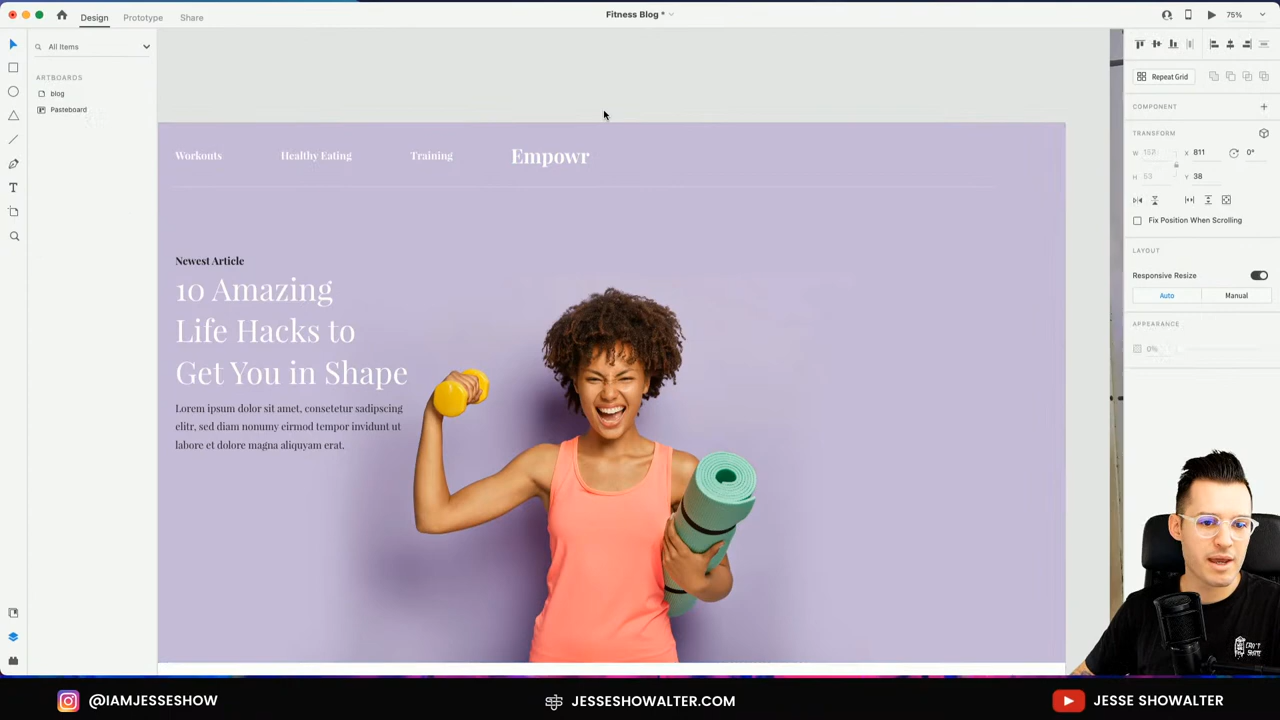 Design
Prototype
Share
Fitness Blog *
75%
All Items
ARTBOARDS
blog
Pasteboard
Workouts
Healthy Eating
Training
Empowr
Newest Article
10 Amazing
Life Hacks to
Get You in Shape
Lorem ipsum dolor sit amet, consetetur sadipscing
elitr, sed diam nonumy eirmod tempor invidunt ut
labore et dolore magna aliquyam erat.
Repeat Grid
COMPONENT
TRANSFORM
W 157 X 811 0°
H 53 Y 38
Fix Position When Scrolling
LAYOUT
Responsive Resize
Auto Manual
APPEARANCE
0%
@IAMJESSESHOW
JESSESHOWALTER.COM
JESSE SHOWALTER